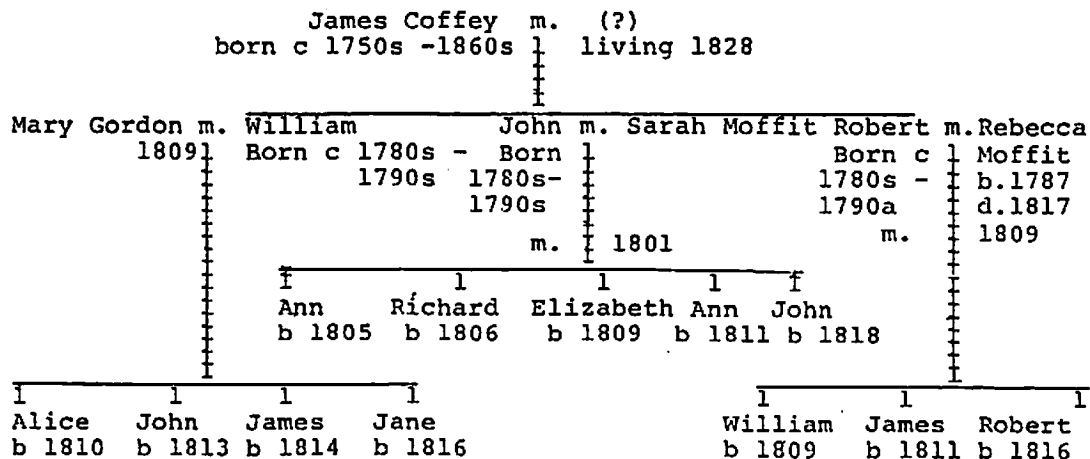 James Coffey m. (?)
born c 1750s -1860s l living 1828
Mary Gordon m. William John m. Sarah Moffit Robert m.Rebecca
1809l Born c 1780s - Born l Born c l Moffit
1790s 1780s- 1780s - b.1787
1790s 1790a d.1817
m. 1801 m. 1809
l l l l l
Ann Richard Elizabeth Ann John
b 1805 b 1806 b 1809 b 1811 b 1818
l l l l l l l
Alice John James Jane William James Robert
b 1810 b 1813 b 1814 b 1816 b 1809 b 1811 b 1816